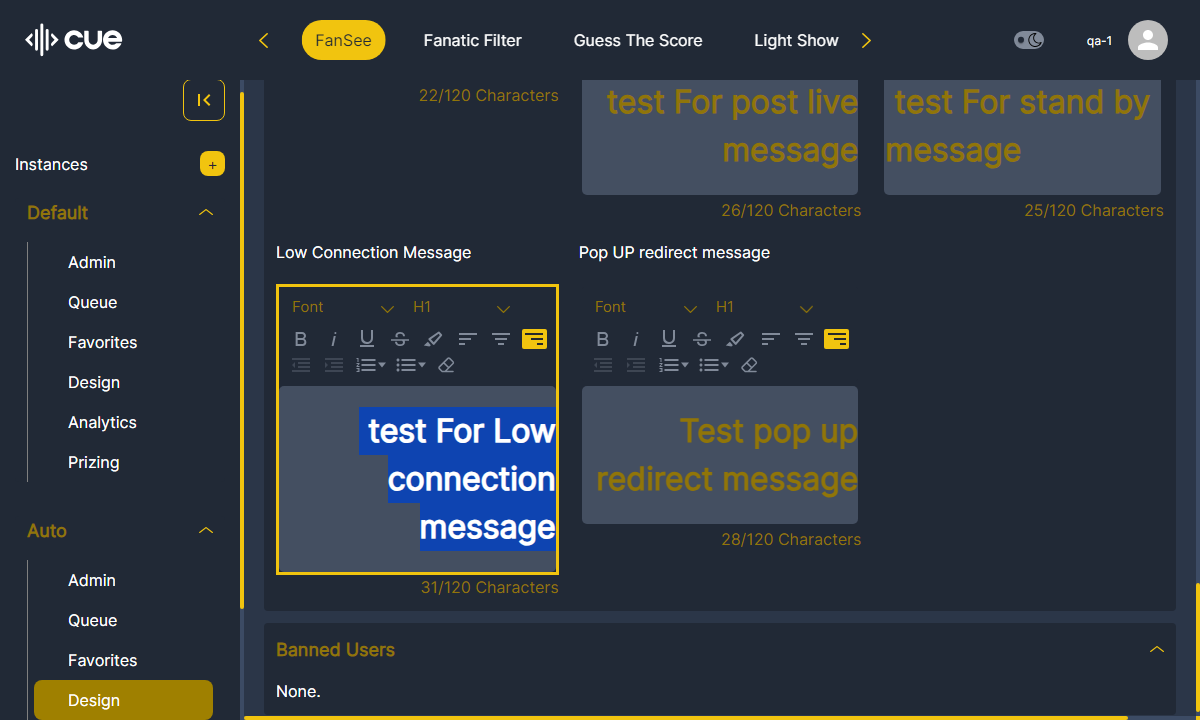 cue
FanSee
Fanatic Filter
Guess The Score
Light Show
qa-1
Instances
+
Default
Admin
Queue
Favorites
Design
Analytics
Prizing
Auto
Admin
Queue
Favorites
Design
22/120 Characters
test For post live
message
26/120 Characters
test For stand by
message
25/120 Characters
Low Connection Message
Font
H1
test For Low
connection
message
31/120 Characters
Pop UP redirect message
Font
H1
Test pop up
redirect message
28/120 Characters
Banned Users
None.